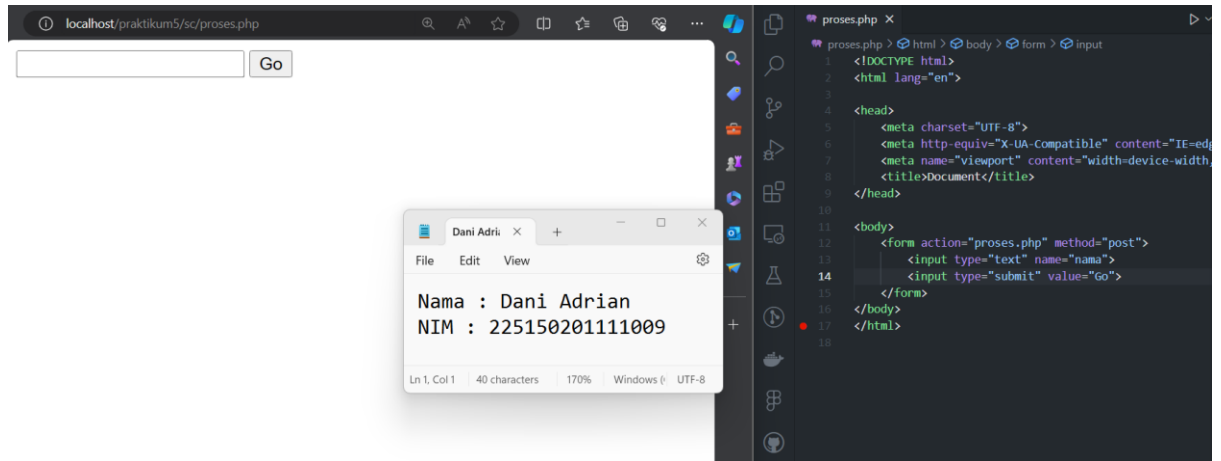 localhost/praktikum5/sc/proses.php
Go
Dani Adri
File Edit View
Nama : Dani Adrian
NIM : 225150201111009
Ln 1, Col 1 40 characters 170% Windows ( UTF-8
proses.php
proses.php > html > body > form > input
1 <!DOCTYPE html>
2 <html lang="en">
3
4 <head>
5 <meta charset="UTF-8">
6 <meta http-equiv="X-UA-Compatible" content="IE=edg
7 <meta name="viewport" content="width=device-width,
8 <title>Document</title>
9 </head>
10
11 <body>
12 <form action="proses.php" method="post">
13 <input type="text" name="nama">
14 <input type="submit" value="Go">
15 </form>
16 </body>
17 </html>
18